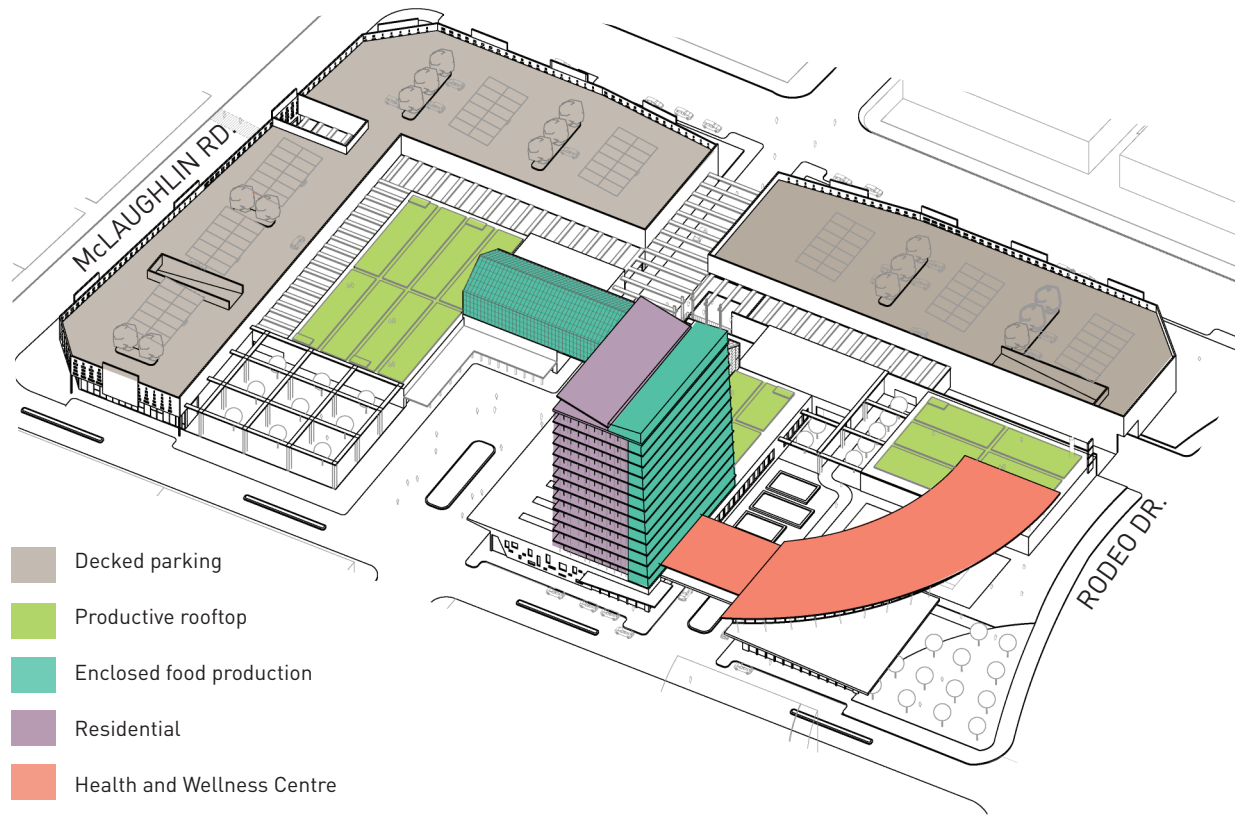 McLAUGHLIN RD.
RODEO DR.
Decked parking
Productive rooftop
Enclosed food production
Residential
Health and Wellness Centre